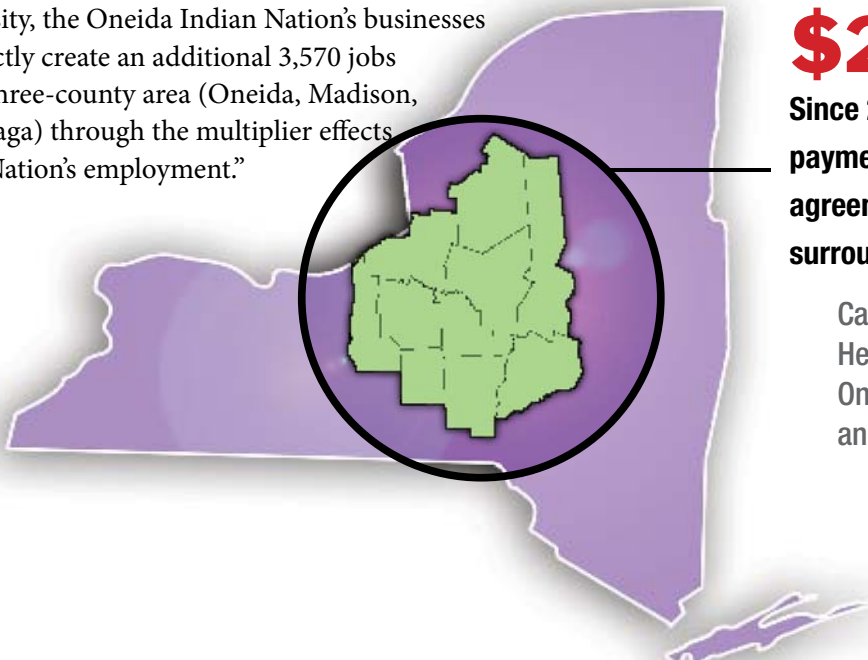 ity, the Oneida Indian Nation’s businesses
ctly create an additional 3,570 jobs
hree-county area (Oneida, Madison,
aga) through the multiplier effects
Nation’s employment.”
$2
Since
payme
agreen
surrou
Ca
He
On
an